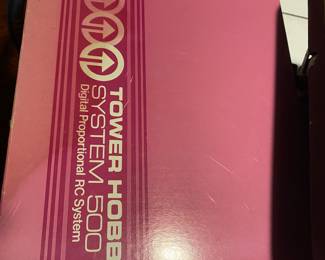 TOWER HOBB
SYSTEM 500
Digital Proportional RC System